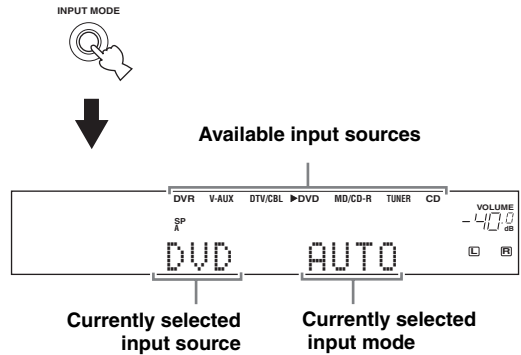 INPUT MODE
Available input sources
DVR V-AUX DTV/CBL ▶DVD MD/CD-R TUNER CD
VOLUME
SP
A
-40.0 dB
L R
DVD AUTO
Currently selected input source
Currently selected input mode